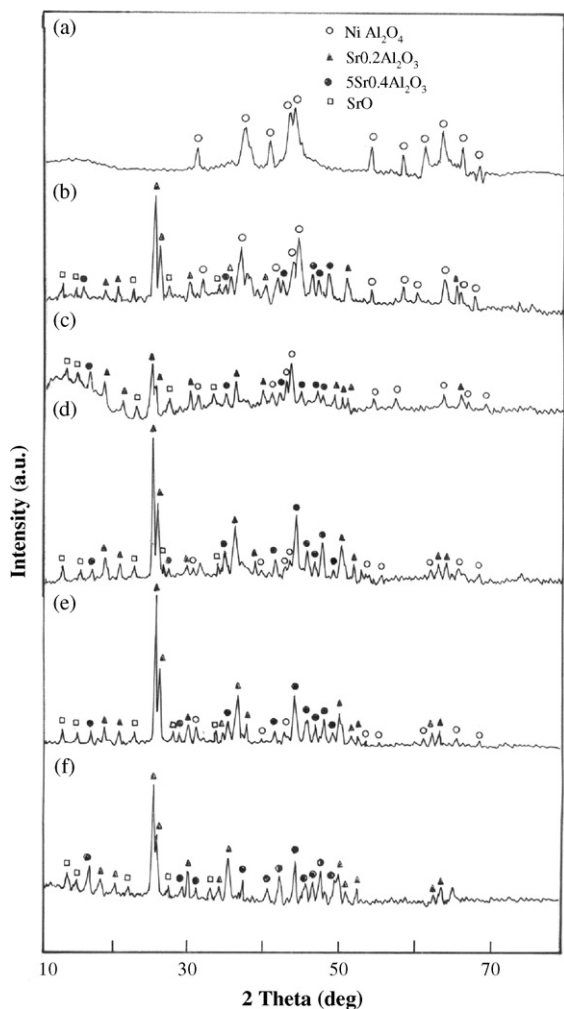 (a)
Ni Al₂O₄
Sr0.2Al₂O₃
5Sr0.4Al₂O₃
SrO
(b)
(c)
(d)
(e)
(f)
Intensity (a.u.)
10 30 50 70
2 Theta (deg)